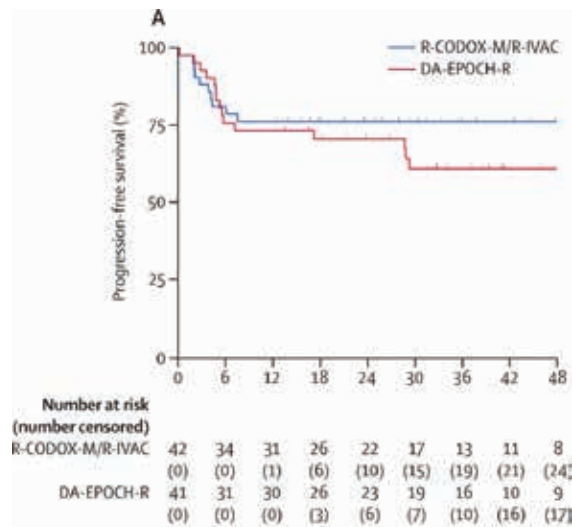 A
100
75
50
25
0
Progression-free survival (%)
R-CODOX-M/R-IVAC
DA-EPOCH-R
0 6 12 18 24 30 36 42 48
Number at risk
(number censored)
R-CODOX-M/R-IVAC 42 34 31 26 22 17 13 11 8
(0) (0) (1) (6) (10) (15) (19) (21) (24)
DA-EPOCH-R 41 31 30 26 23 19 16 10 9
(0) (0) (0) (3) (6) (7) (10) (16) (17)